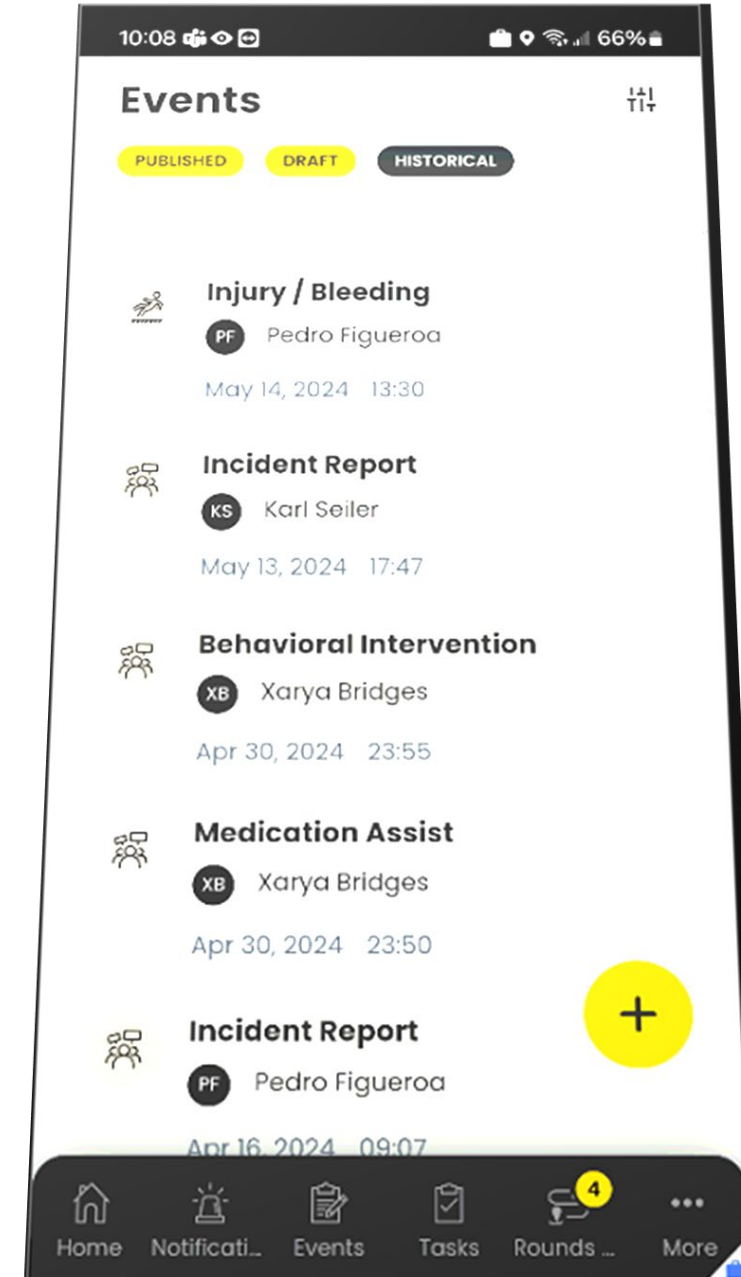 10:08 66%
Events
PUBLISHED DRAFT HISTORICAL
Injury / Bleeding
PF Pedro Figueroa
May 14, 2024 13:30
Incident Report
KS Karl Seiler
May 13, 2024 17:47
Behavioral Intervention
XB Xarya Bridges
Apr 30, 2024 23:55
Medication Assist
XB Xarya Bridges
Apr 30, 2024 23:50
Incident Report
PF Pedro Figueroa
Apr 16, 2024 09:07
4
Home Notificati... Events Tasks Rounds ... More